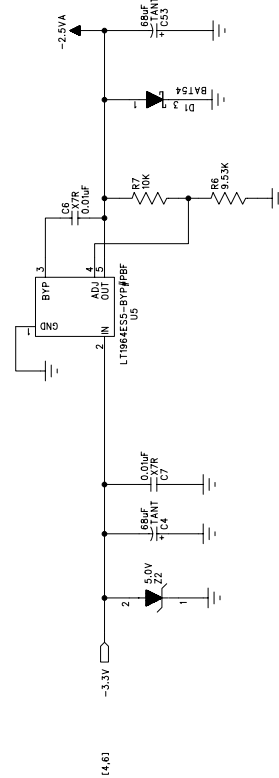 [4,6]
-3.3V
2
1
5.0V
Z2
68uF
TANT
+
C4
0.01uF
X7R
C7
1
GND
2
IN
BYP
3
ADJ
4
OUT
5
LT1964ES5-BYP#PBF
U5
C6
X7R
0.01uF
R7
10K
R6
9.53K
1
3
D1
BAT54
-2.5VA
68uF
TANT
+
C53